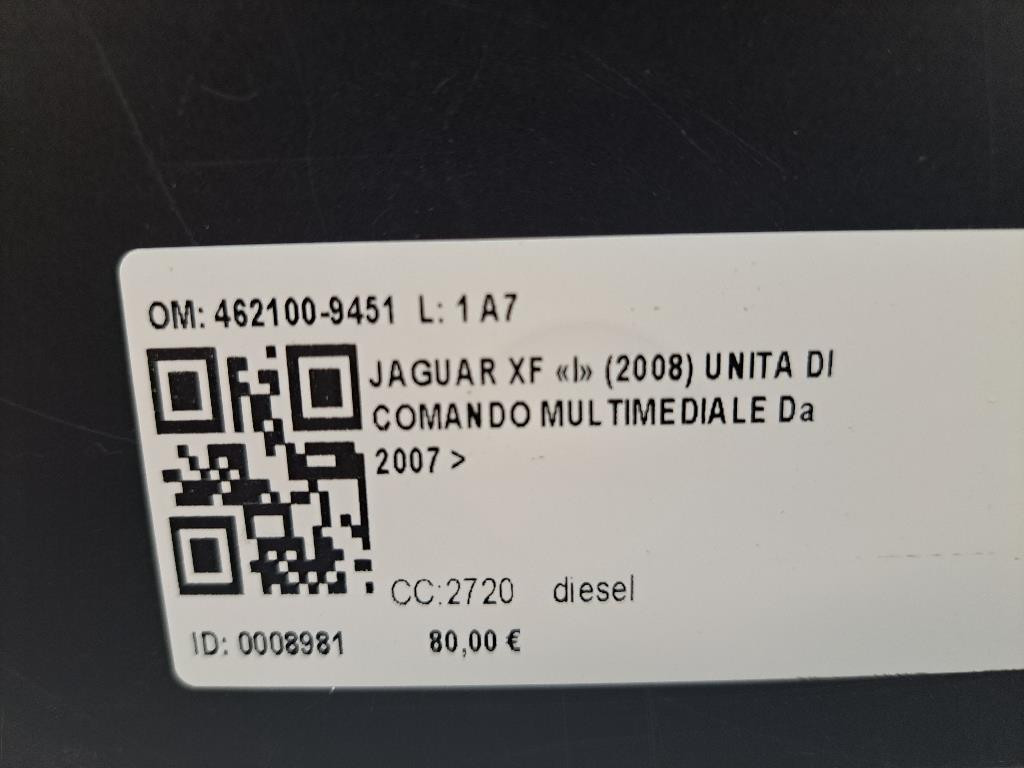 OM: 462100-9451 L: 1 A7
JAGUAR XF «I» (2008) UNITA DI
COMANDO MULTIMEDIALE Da
2007 >
CC:2720 diesel
ID: 0008981 80,00 €